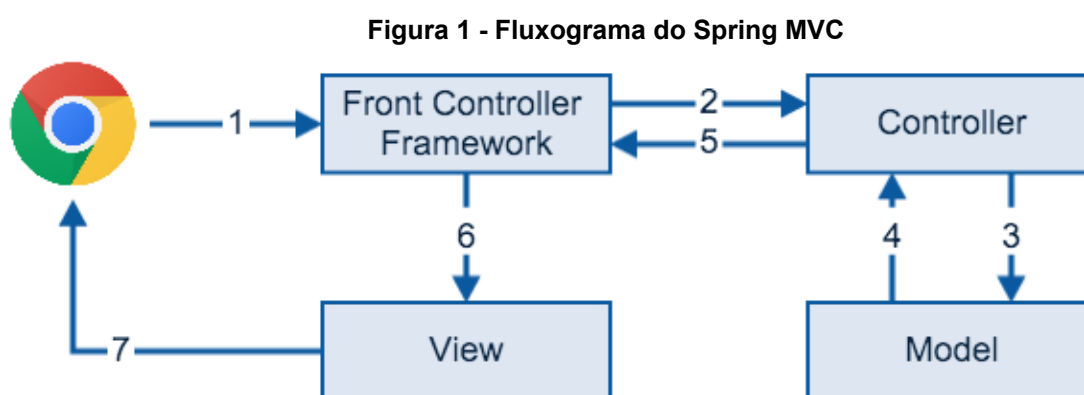 Figura 1 - Fluxograma do Spring MVC
1
Front Controller
Framework
2
5
Controller
6
4
3
7
View
Model